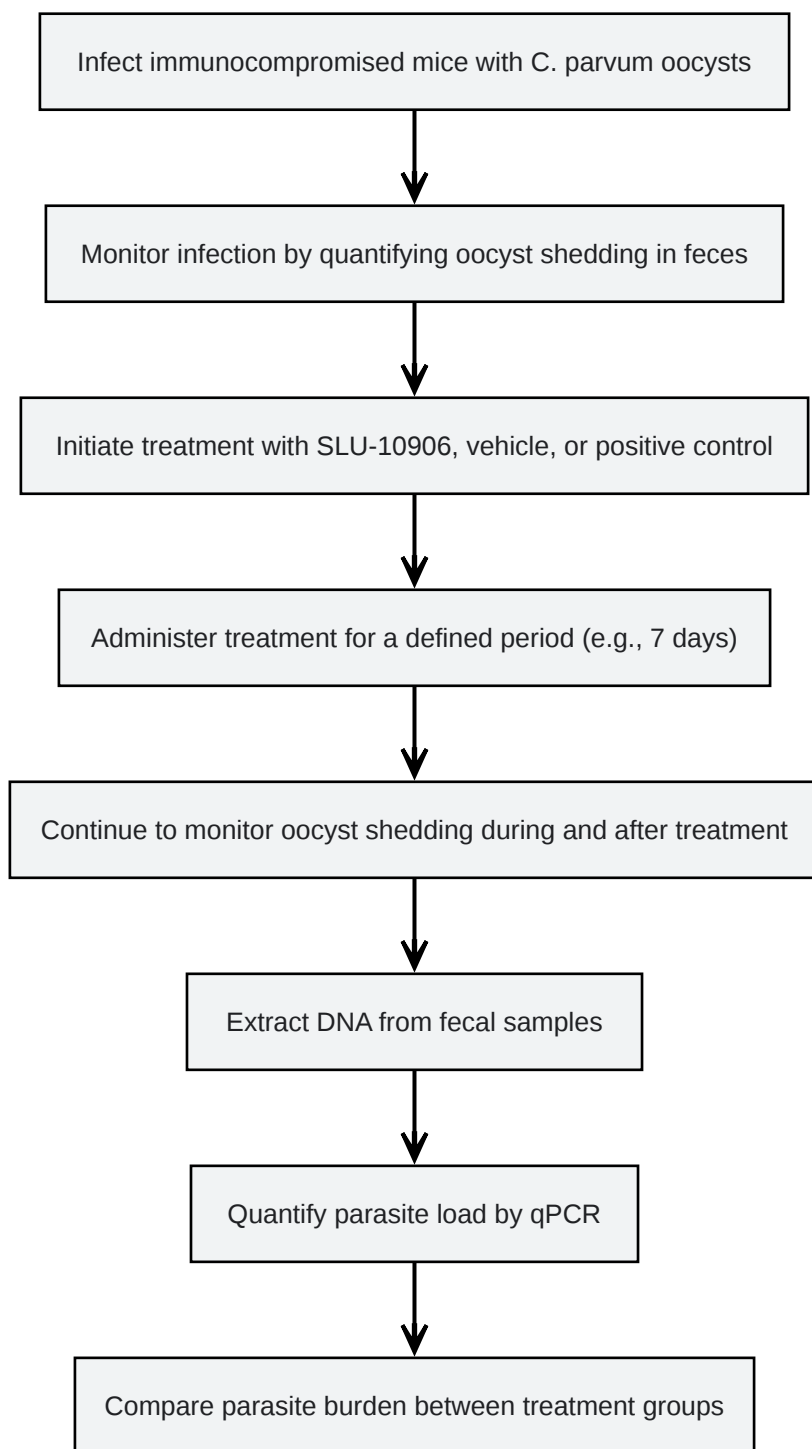 Infect immunocompromised mice with C. parvum oocysts
Monitor infection by quantifying oocyst shedding in feces
Initiate treatment with SLU-10906, vehicle, or positive control
Administer treatment for a defined period (e.g., 7 days)
Continue to monitor oocyst shedding during and after treatment
Extract DNA from fecal samples
Quantify parasite load by qPCR
Compare parasite burden between treatment groups